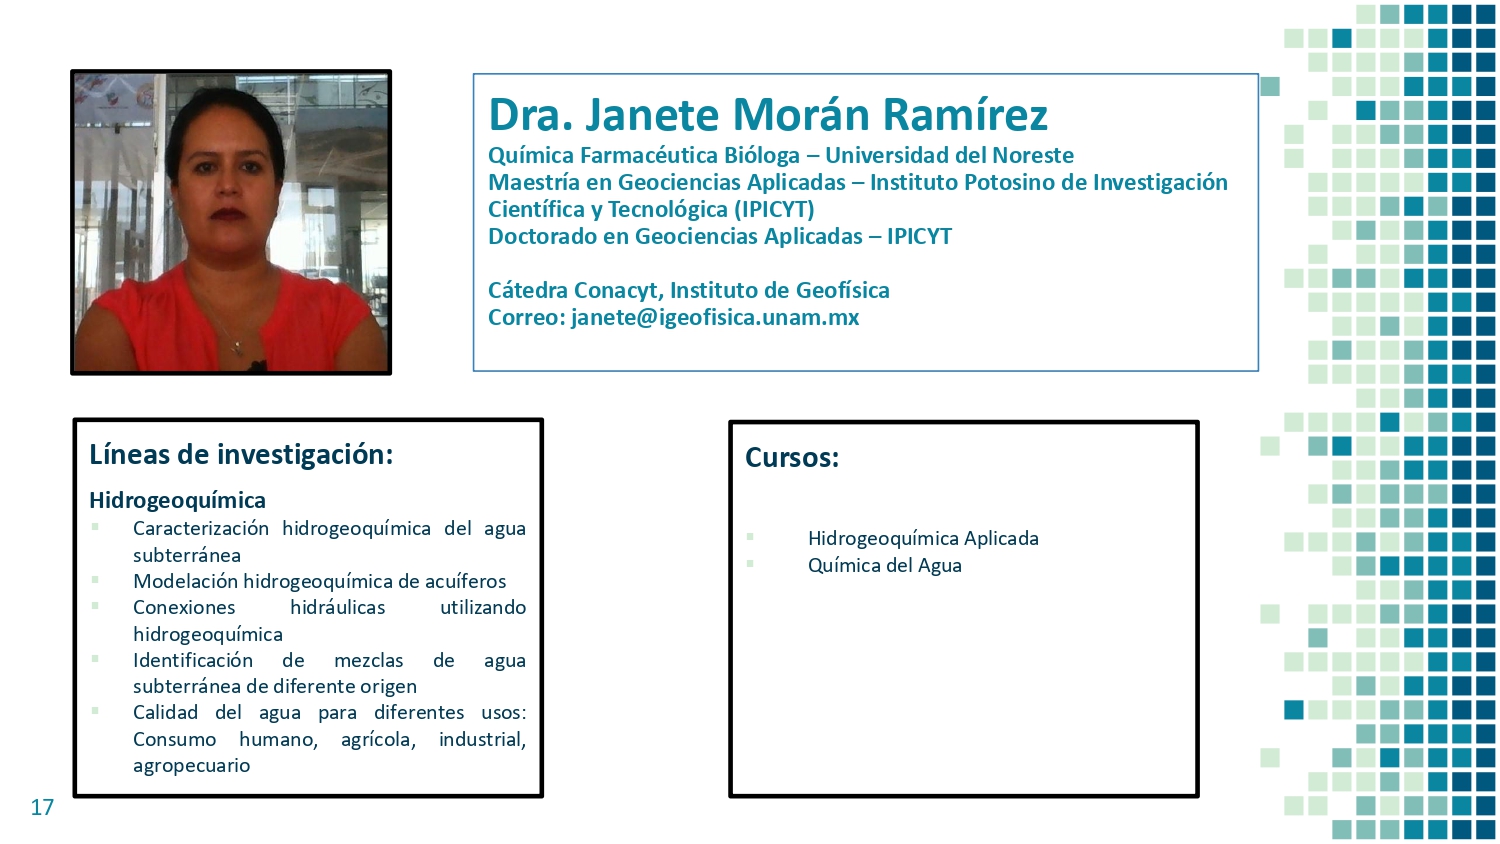 Dra. Janete Morán Ramírez
Química Farmacéutica Bióloga – Universidad del Noreste
Maestría en Geociencias Aplicadas – Instituto Potosino de Investigación
Científica y Tecnológica (IPICYT)
Doctorado en Geociencias Aplicadas – IPICYT
Cátedra Conacyt, Instituto de Geofísica
Correo: janete@igeofisica.unam.mx
Líneas de investigación:
Hidrogeoquímica
Caracterización hidrogeoquímica del agua
subterránea
Modelación hidrogeoquímica de acuíferos
Conexiones hidráulicas utilizando
hidrogeoquímica
Identificación de mezclas de agua
subterránea de diferente origen
Calidad del agua para diferentes usos:
Consumo humano, agrícola, industrial,
agropecuario
Cursos:
Hidrogeoquímica Aplicada
Química del Agua
17